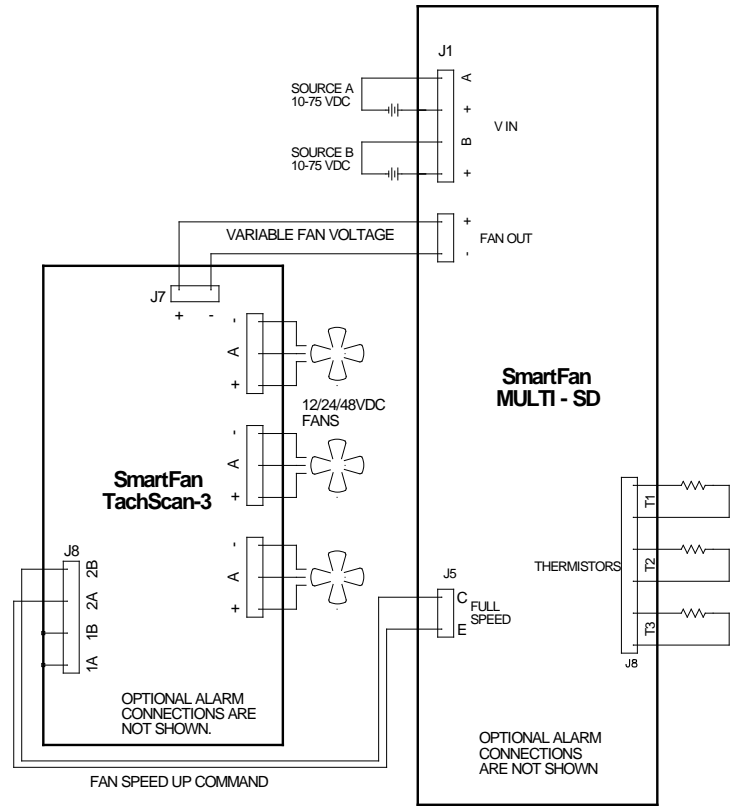 J1
SOURCE A
10-75 VDC
A
+
V IN
SOURCE B
10-75 VDC
B
+
VARIABLE FAN VOLTAGE
+
FAN OUT
-
J7
+ -
-
A
+
12/24/48VDC
FANS
SmartFan
MULTI - SD
-
A
+
SmartFan
TachScan-3
-
A
+
J8
2B
2A
1B
1A
J5
C
FULL
SPEED
E
THERMISTORS
T1
T2
T3
J8
OPTIONAL ALARM
CONNECTIONS ARE
NOT SHOWN.
OPTIONAL ALARM
CONNECTIONS
ARE NOT SHOWN
FAN SPEED UP COMMAND